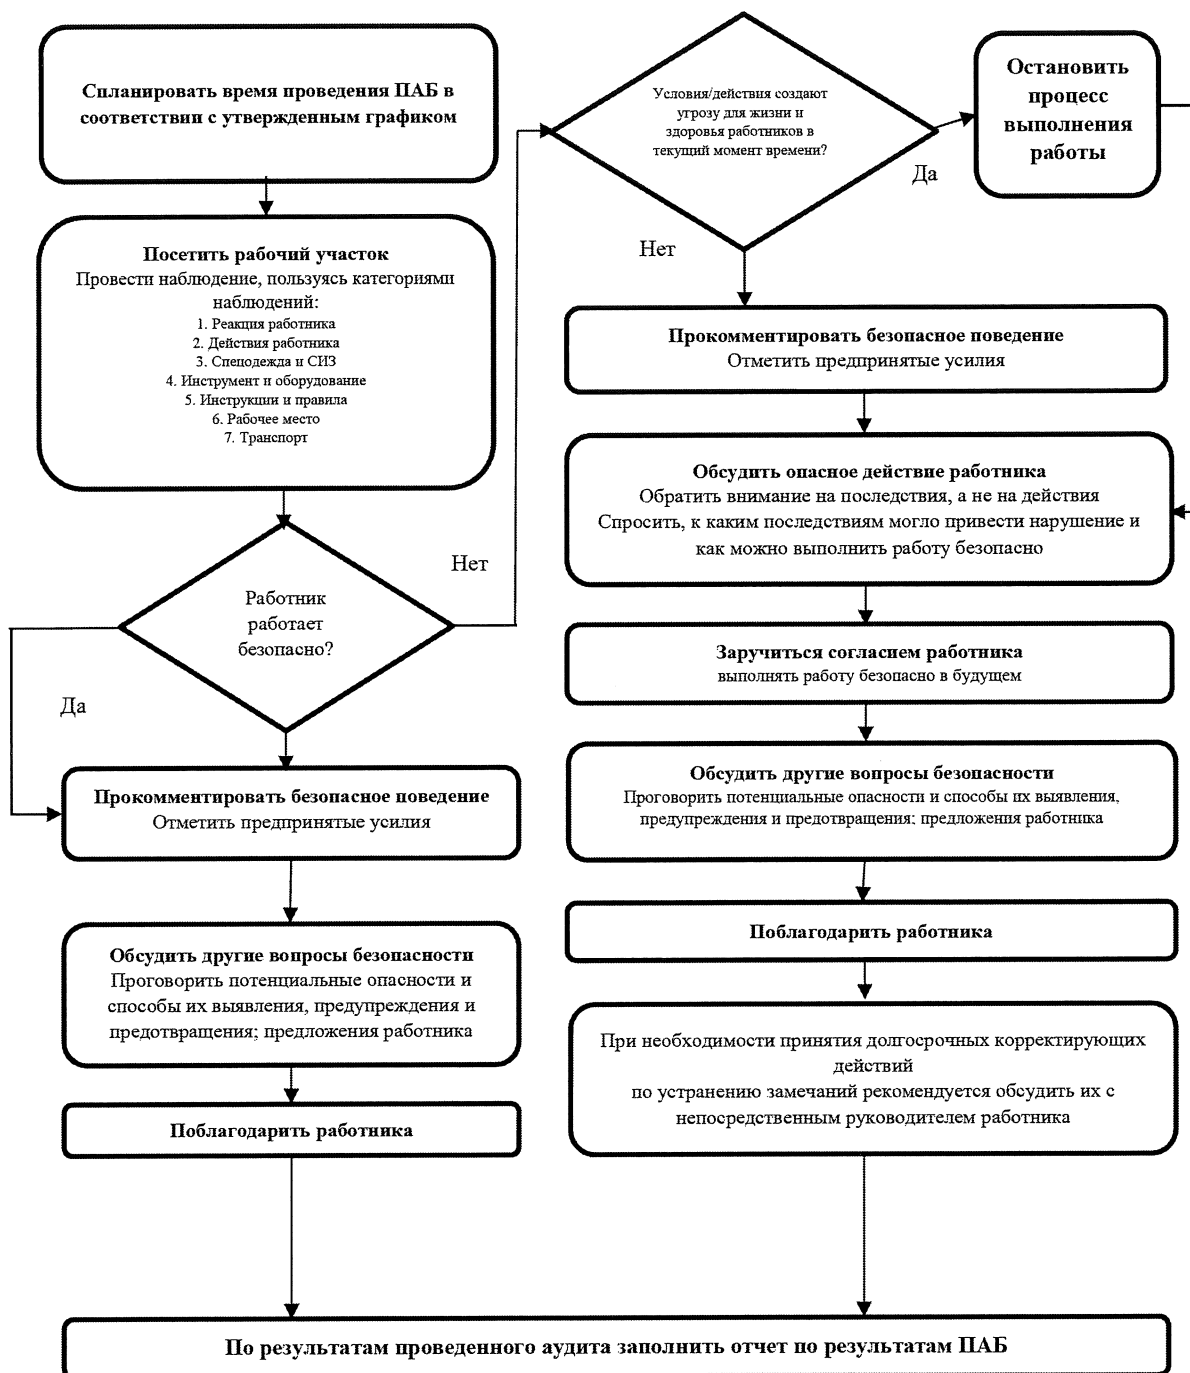 Спланировать время проведения ПАБ в
соответствии с утвержденным графиком
Посетить рабочий участок
Провести наблюдение, пользуясь категориями
наблюдений:
1. Реакция работника
2. Действия работника
3. Спецодежда и СИЗ
4. Инструмент и оборудование
5. Инструкции и правила
6. Рабочее место
7. Транспорт
Работник
работает
безопасно?
Нет
Да
Прокомментировать безопасное поведение
Отметить предпринятые усилия
Обсудить другие вопросы безопасности
Проговорить потенциальные опасности и
способы их выявления, предупреждения и
предотвращения; предложения работника
Поблагодарить работника
Условия/действия создают
угрозу для жизни и
здоровья работников в
текущий момент времени?
Да
Нет
Остановить
процесс
выполнения
работы
Прокомментировать безопасное поведение
Отметить предпринятые усилия
Обсудить опасное действие работника
Обратить внимание на последствия, а не на действия
Спросить, к каким последствиям могло привести нарушение и
как можно выполнить работу безопасно
Заручиться согласием работника
выполнять работу безопасно в будущем
Обсудить другие вопросы безопасности
Проговорить потенциальные опасности и способы их выявления,
предупреждения и предотвращения; предложения работника
Поблагодарить работника
При необходимости принятия долгосрочных корректирующих
действий
по устранению замечаний рекомендуется обсудить их с
непосредственным руководителем работника
По результатам проведенного аудита заполнить отчет по результатам ПАБ